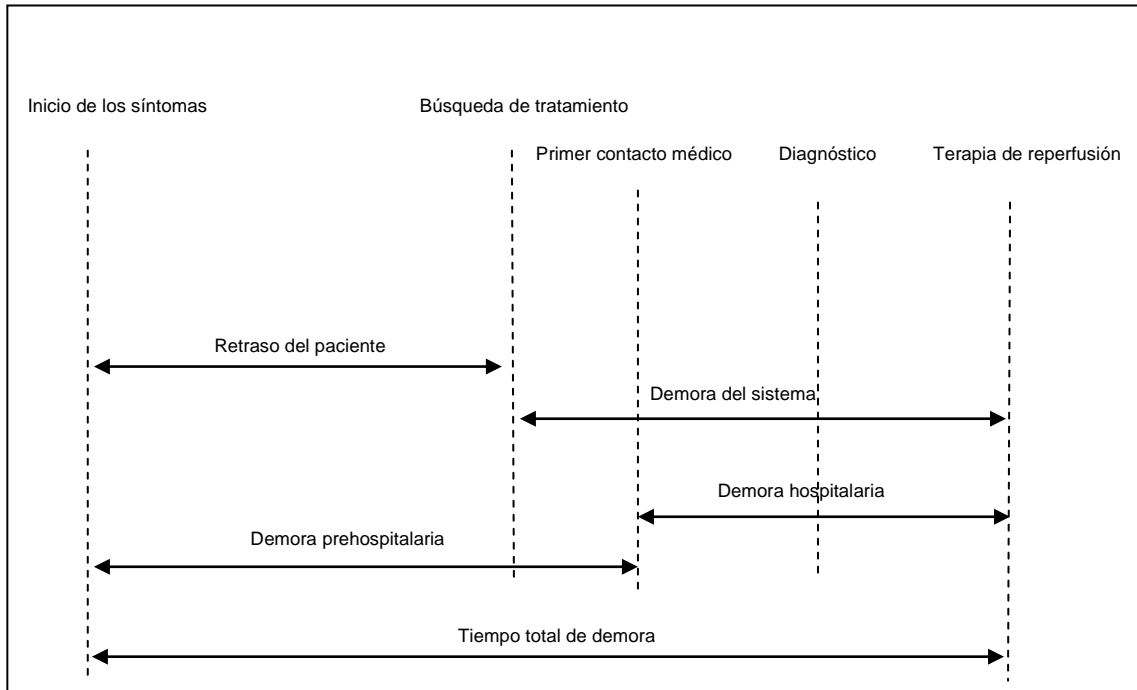 Inicio de los síntomas
Búsqueda de tratamiento
Primer contacto médico
Diagnóstico
Terapia de reperfusión
Retraso del paciente
Demora del sistema
Demora hospitalaria
Demora prehospitalaria
Tiempo total de demora